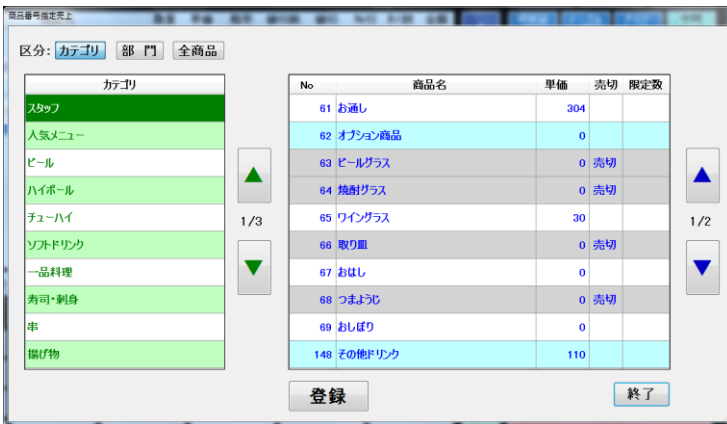 商品番号指定売上
区分: カテゴリ 部 門 全商品
カテゴリ
スタッフ
人気メニュー
ビール
ハイボール
チューハイ
ソフトドリンク
一品料理
寿司・刺身
串
揚げ物
▲
1/3
▼
No 商品名 単価 売切 限定数
61 お通し 304
62 オプション商品 0
63 ビールグラス 0 売切
64 焼酎グラス 0 売切
65 ワイングラス 30
66 取り皿 0 売切
67 おはし 0
68 つまようじ 0 売切
69 おしぼり 0
148 その他ドリンク 110
▲
1/2
▼
登録
終了